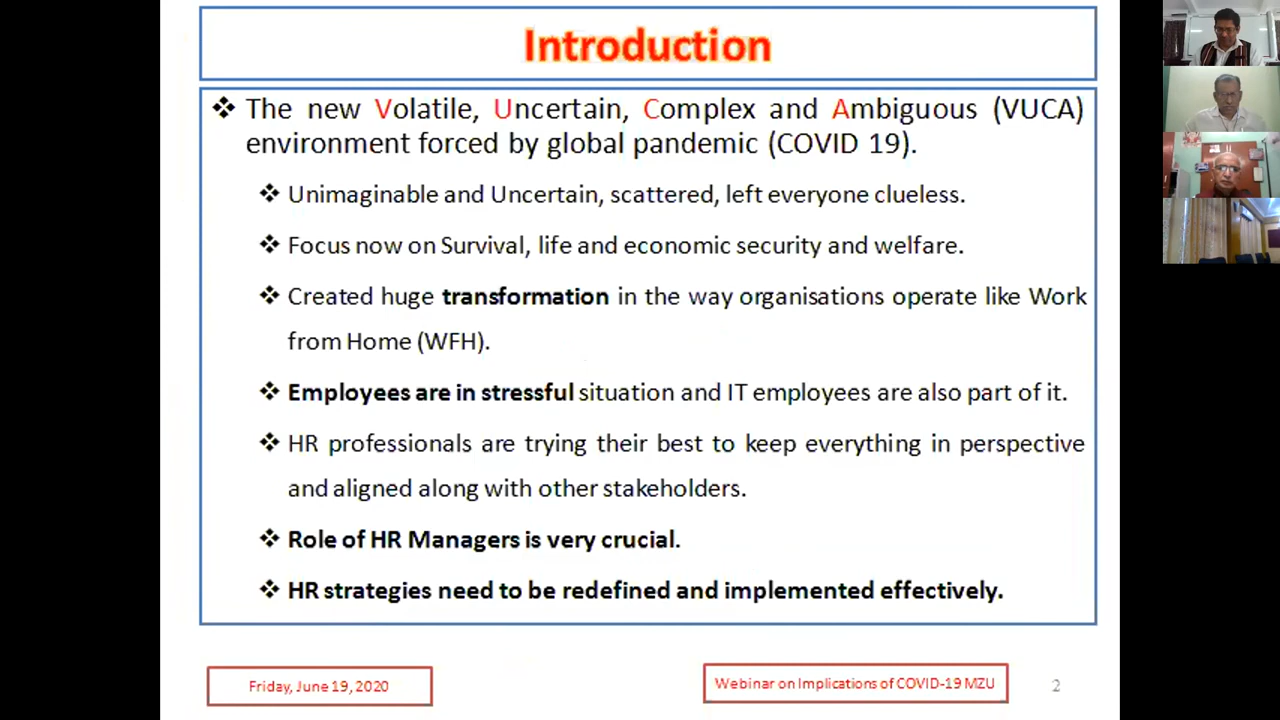 Introduction
❖ The new Volatile, Uncertain, Complex and Ambiguous (VUCA)
environment forced by global pandemic (COVID 19).
❖ Unimaginable and Uncertain, scattered, left everyone clueless.
❖ Focus now on Survival, life and economic security and welfare.
❖ Created huge transformation in the way organisations operate like Work
from Home (WFH).
❖ Employees are in stressful situation and IT employees are also part of it.
❖ HR professionals are trying their best to keep everything in perspective
and aligned along with other stakeholders.
❖ Role of HR Managers is very crucial.
❖ HR strategies need to be redefined and implemented effectively.
Friday, June 19, 2020
Webinar on Implications of COVID-19 MZU
2